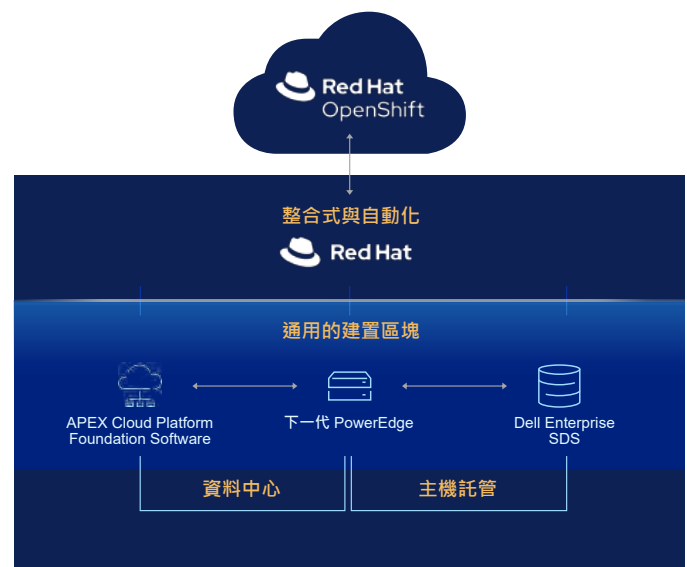 Red Hat
OpenShift
整合式與自動化
Red Hat
通用的建置區塊
APEX Cloud Platform
Foundation Software
下一代 PowerEdge
Dell Enterprise
SDS
資料中心
主機託管